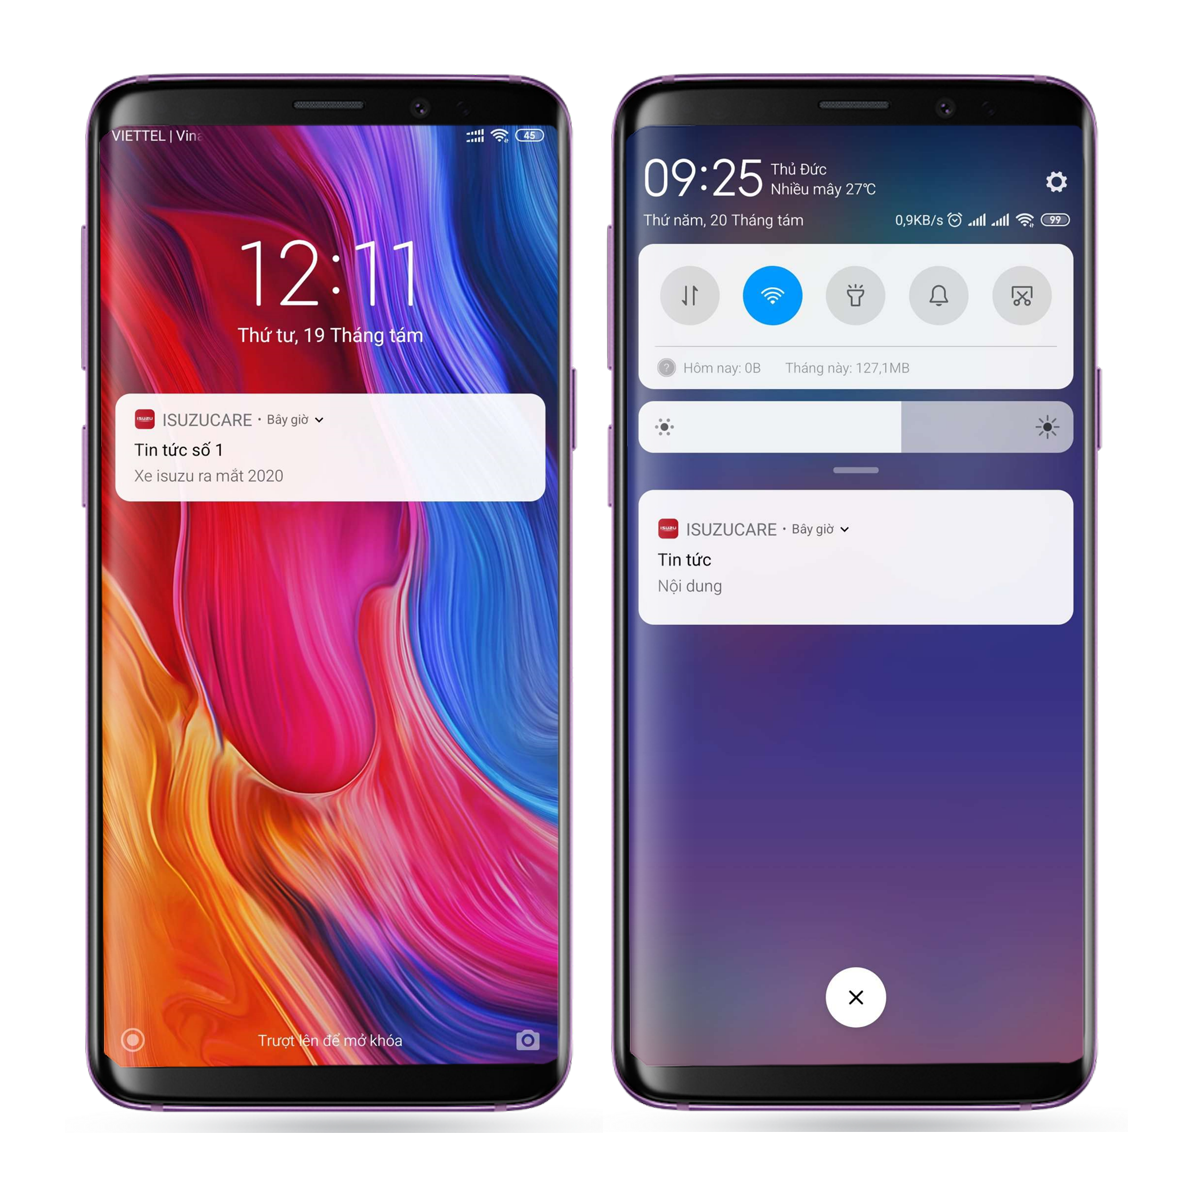 VIETTEL | Vina
45
12:11
Thứ tư, 19 Tháng tám
ISUZUCARE • Bây giờ
Tin tức số 1
Xe isuzu ra mắt 2020
Trượt lên để mở khóa
09:25
Thủ Đức
Nhiều mây 27℃
Thứ năm, 20 Tháng tám
0,9KB/s
99
? Hôm nay: 0B Tháng này: 127,1MB
ISUZUCARE • Bây giờ
Tin tức
Nội dung